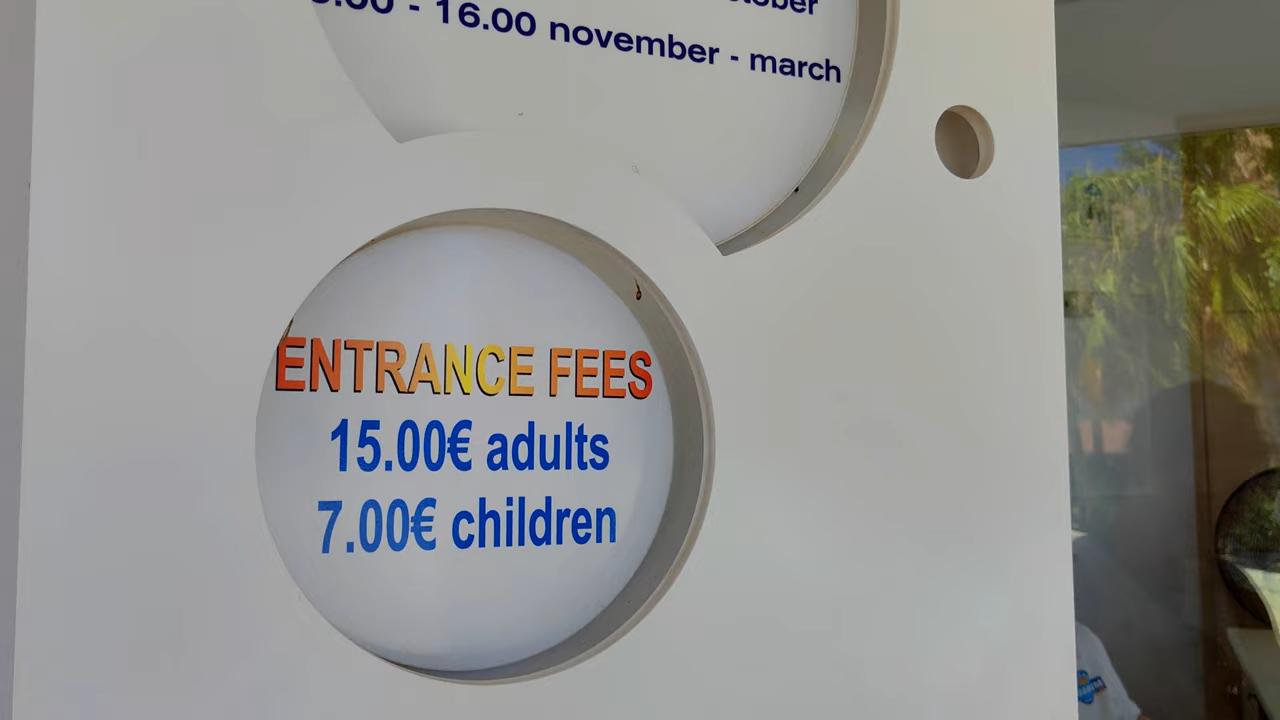 - 16.00 november - march
ENTRANCE FEES
15.00€ adults
7.00€ children